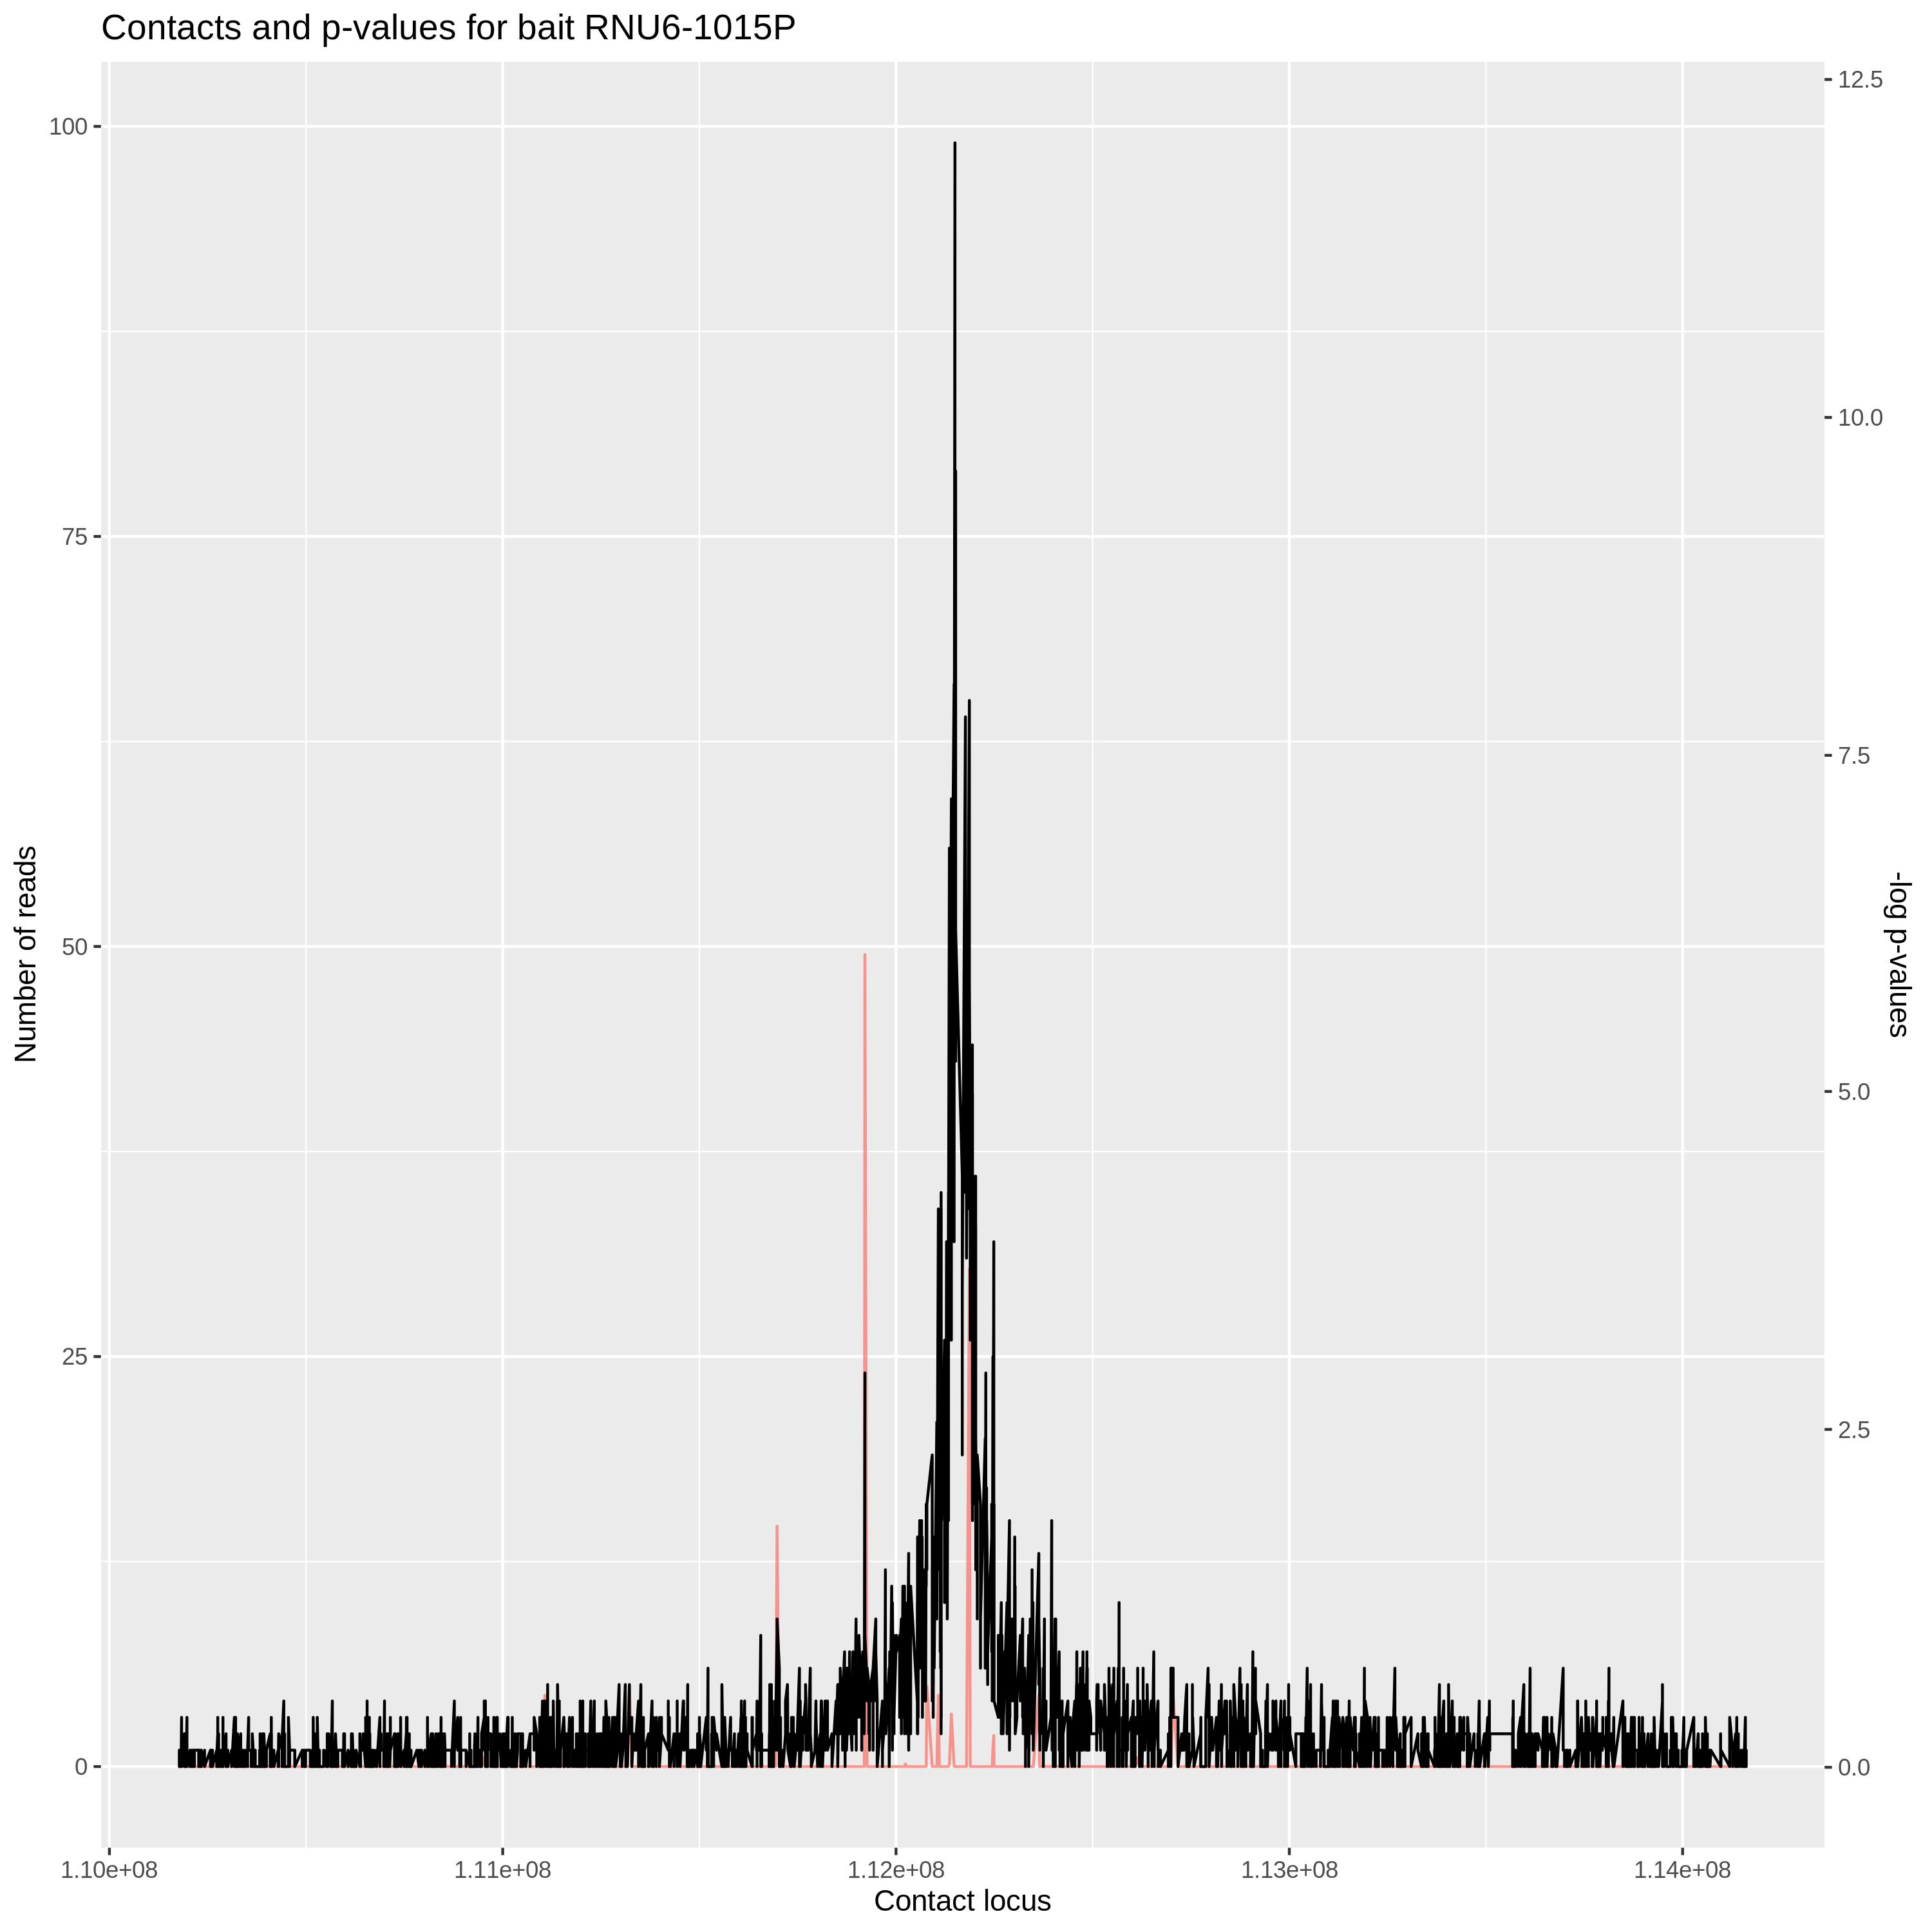 Contacts and p-values for bait RNU6-1015P
100
75
50
25
0
Number of reads
12.5
10.0
7.5
5.0
2.5
0.0
-log p-values
1.10e+08
1.11e+08
1.12e+08
1.13e+08
1.14e+08
Contact locus